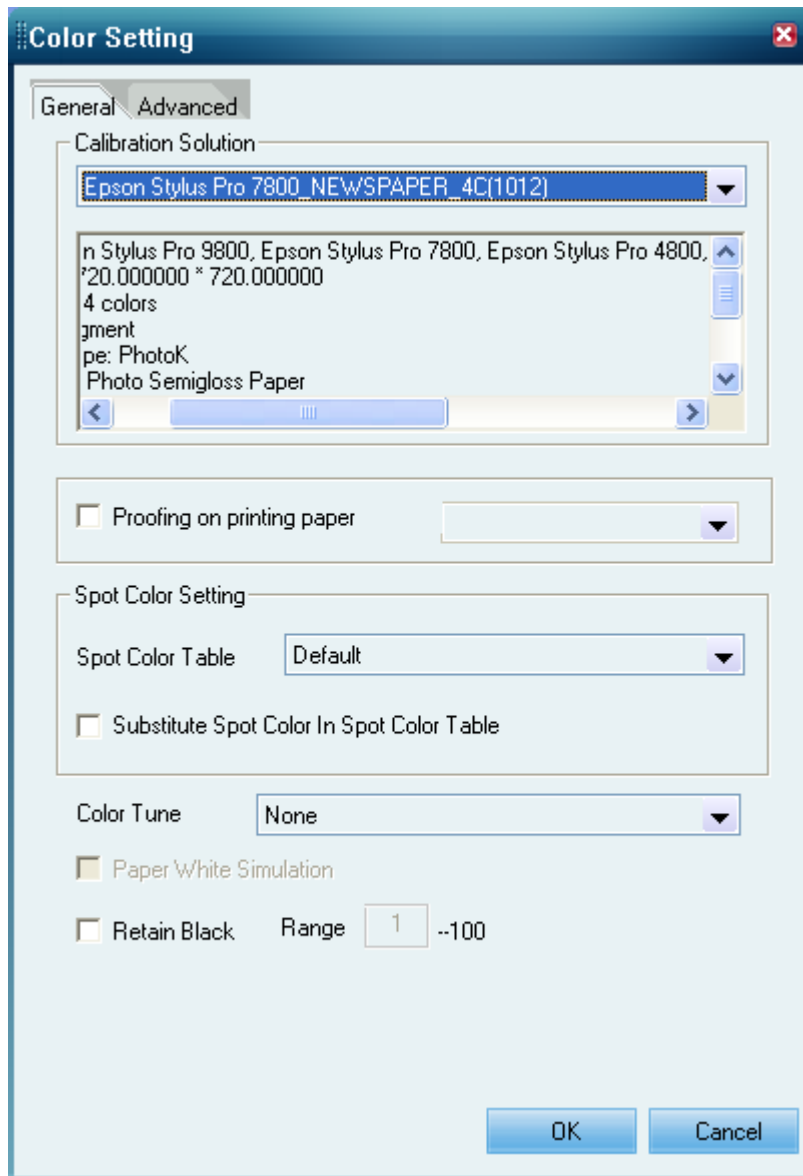 Color Setting
General Advanced
Calibration Solution
Epson Stylus Pro 7800_NEWSPAPER_4C(1012)
n Stylus Pro 9800, Epson Stylus Pro 7800, Epson Stylus Pro 4800,
720.000000 * 720.000000
4 colors
gment
pe: PhotoK
Photo Semigloss Paper
Proofing on printing paper
Spot Color Setting
Spot Color Table Default
Substitute Spot Color In Spot Color Table
Color Tune None
Paper White Simulation
Retain Black Range 1 --100
OK Cancel